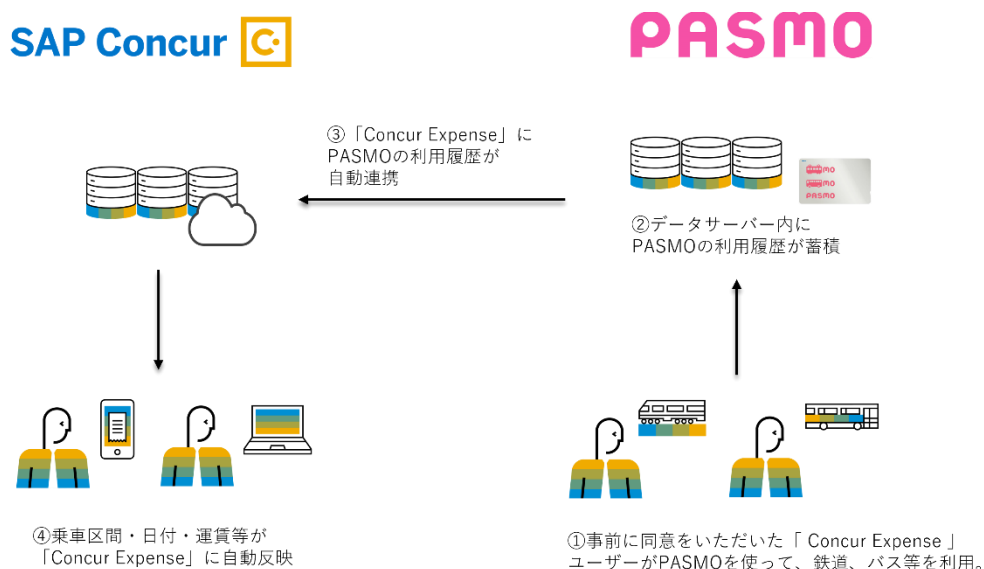 SAP Concur C.
PASMO
③「Concur Expense」に
PASMOの利用履歴が
自動連携
MO
MO
PASMO
②データサーバー内に
PASMOの利用履歴が蓄積
④乗車区間・日付・運賃等が
「Concur Expense」に自動反映
①事前に同意をいただいた「 Concur Expense 」
ユーザーがPASMOを使って、鉄道、バス等を利用。